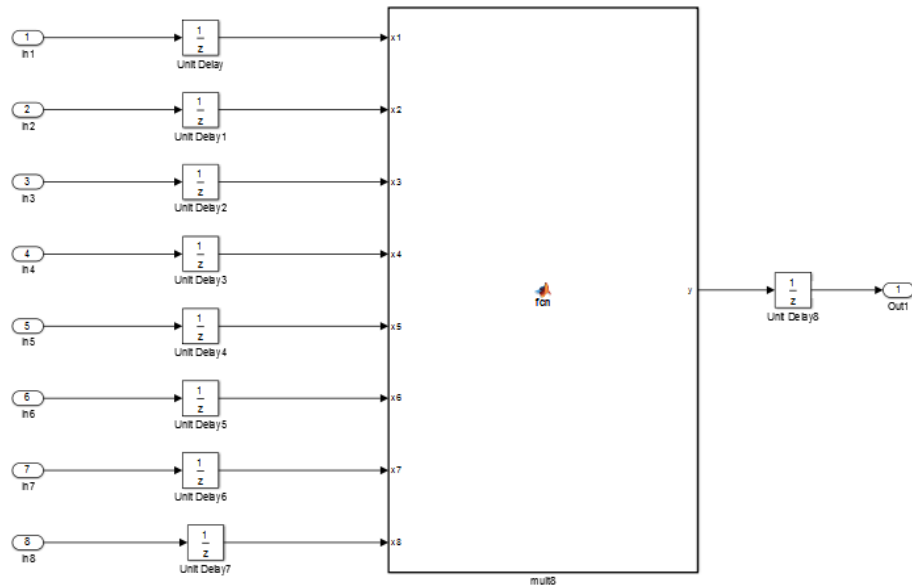 1
In1
1
z
Unit Delay
x1
2
In2
1
z
Unit Delay1
x2
3
In3
1
z
Unit Delay2
x3
4
In4
1
z
Unit Delay3
x4
5
In5
1
z
Unit Delay4
x5
6
In6
1
z
Unit Delay5
x6
7
In7
1
z
Unit Delay6
x7
8
In8
1
z
Unit Delay7
x8
fcn
y
mult8
1
z
Unit Delay8
1
Out1